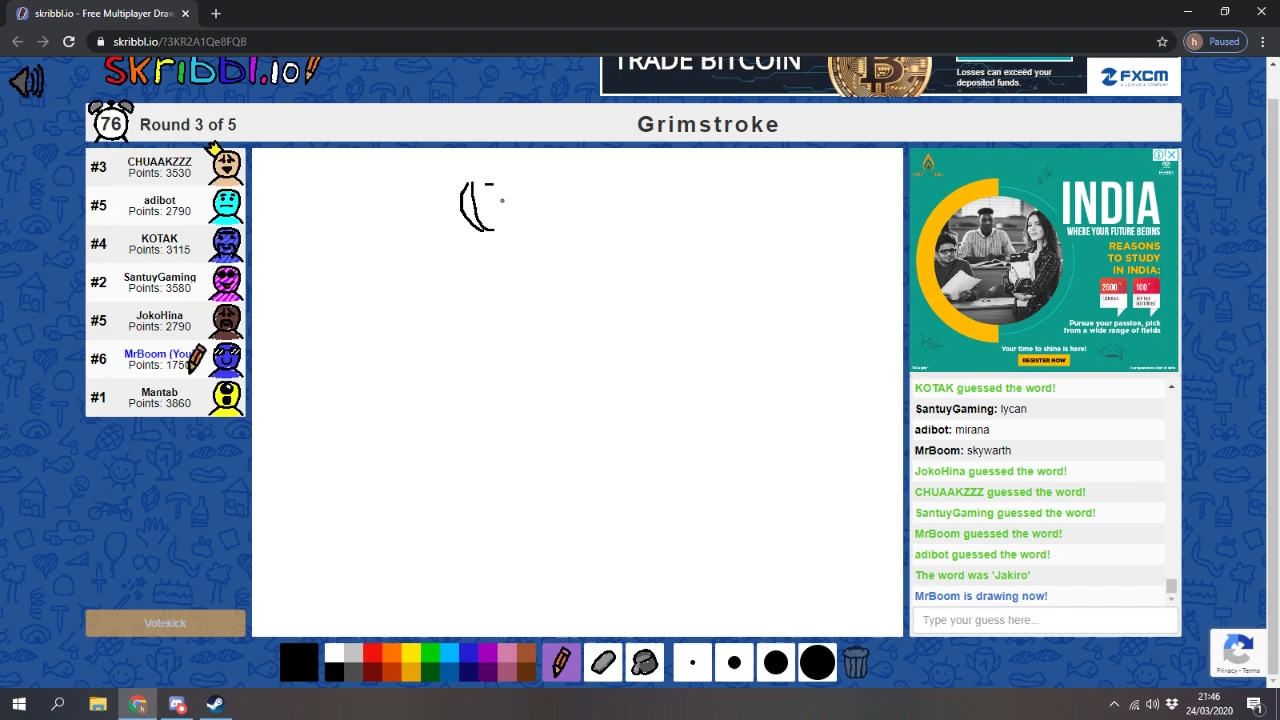 skribbl.io - Free Multiplayer Draw
skribbl.io/?3KR2A1Qe8FQB
h Paused
skribbl.io
TRADE BITCOIN
Losses can exceed your
deposited funds.
FXCM
76
Round 3 of 5
Grimstroke
#3 CHUAAKZZZ
Points: 3530
#5 adibot
Points: 2790
#4 KOTAK
Points: 3115
#2 SantuyGaming
Points: 3580
#5 JokoHina
Points: 2790
#6 MrBoom (You
Points: 1750
#1 Mantab
Points: 3860
Votekick
INDIA
WHERE YOUR FUTURE BEGINS
REASONS
TO STUDY
IN INDIA:
2600+
100+
Pursue your passion, pick
from a wide range of fields
Your time to shine is here!
REGISTER NOW
KOTAK guessed the word!
SantuyGaming: lycan
adibot: mirana
MrBoom: skywarth
JokoHina guessed the word!
CHUAAKZZZ guessed the word!
SantuyGaming guessed the word!
MrBoom guessed the word!
adibot guessed the word!
The word was 'Jakiro'
MrBoom is drawing now!
Type your guess here...
Privacy - Terms
21:46
24/03/2020